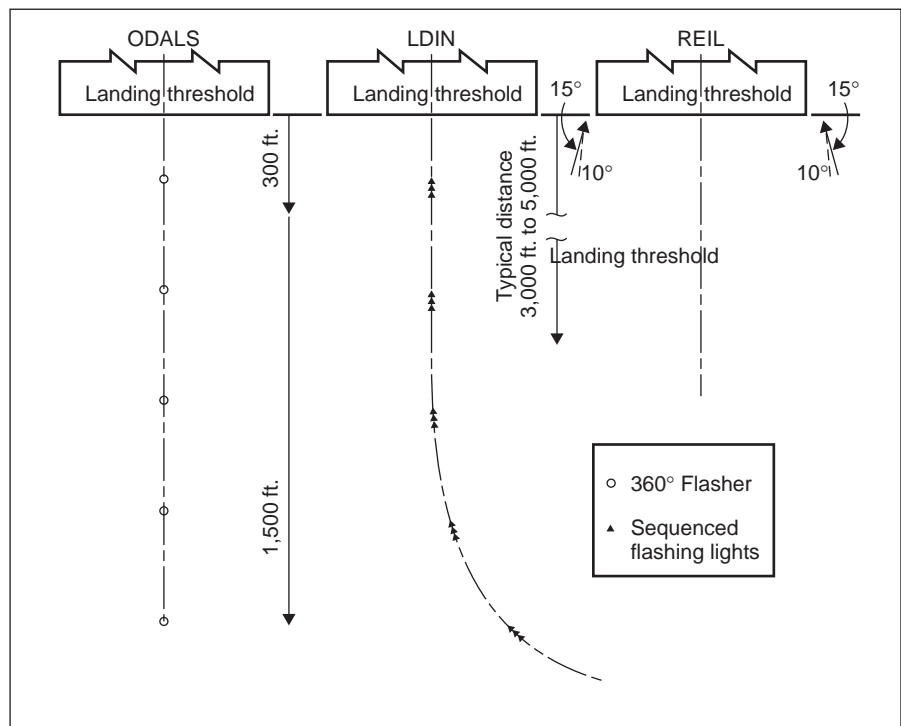 ODALS
LDIN
REIL
Landing threshold
Landing threshold
Landing threshold
15°
15°
10°
10°
300 ft.
1,500 ft.
Typical distance
3,000 ft. to 5,000 ft.
Landing threshold
360° Flasher
Sequenced
flashing lights